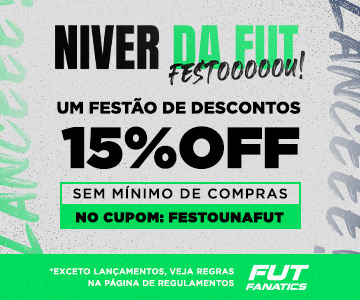 NIVER DA FUT
FESTOOOOOU!
UM FESTÃO DE DESCONTOS
15%OFF
SEM MÍNIMO DE COMPRAS
NO CUPOM: FESTOUNAFUT
*EXCETO LANÇAMENTOS, VEJA REGRAS
NA PÁGINA DE REGULAMENTOS
FUT
FANATICS